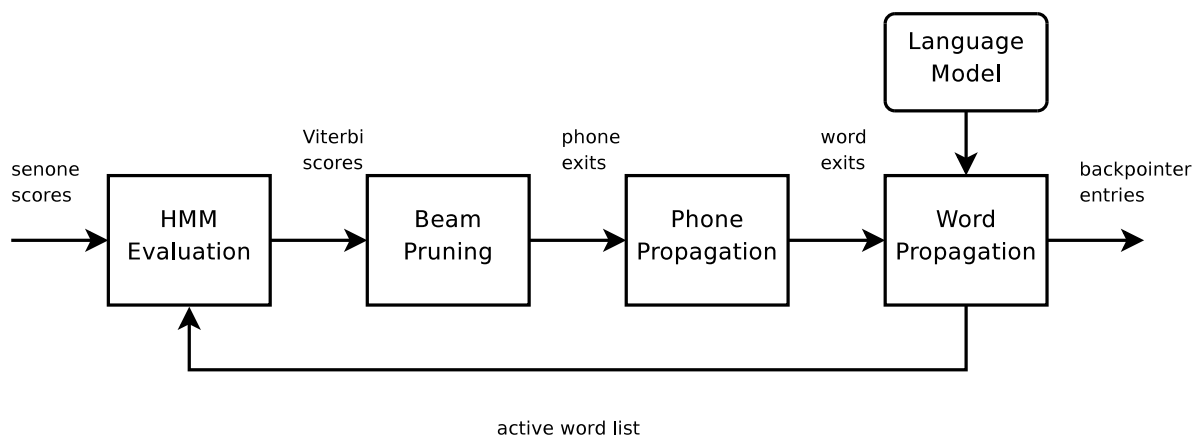 Language
Model
senone
scores
Viterbi
scores
phone
exits
word
exits
backpointer
entries
HMM
Evaluation
Beam
Pruning
Phone
Propagation
Word
Propagation
active word list